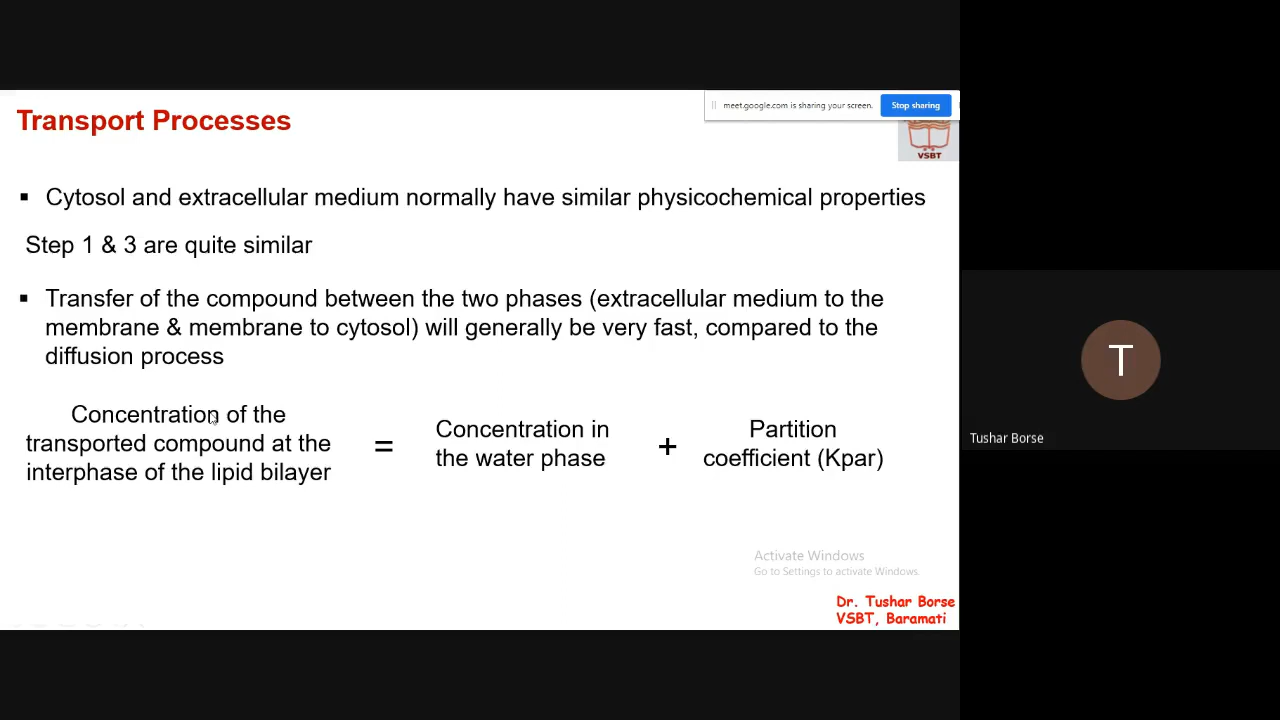 meet.google.com is sharing your screen.
Stop sharing
Transport Processes
VSBT
▪ Cytosol and extracellular medium normally have similar physicochemical properties
Step 1 & 3 are quite similar
▪ Transfer of the compound between the two phases (extracellular medium to the
membrane & membrane to cytosol) will generally be very fast, compared to the
diffusion process
Concentration of the
transported compound at the
interphase of the lipid bilayer
=
Concentration in
the water phase
+
Partition
coefficient (Kpar)
T
Tushar Borse
Activate Windows
Go to Settings to activate Windows.
Dr. Tushar Borse
VSBT, Baramati